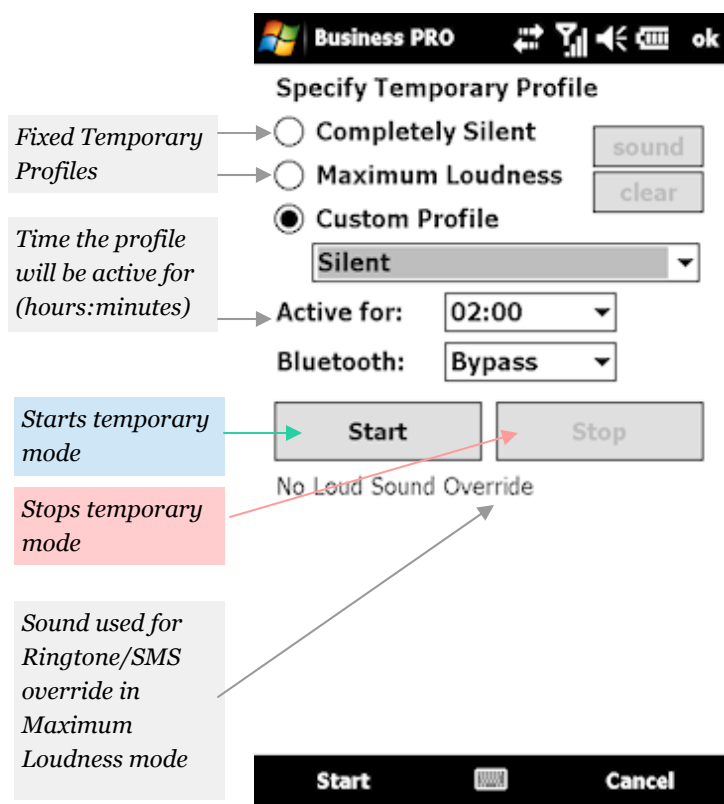 Business PRO ok
Specify Temporary Profile
Fixed Temporary
Profiles
Completely Silent
sound
Maximum Loudness
clear
Custom Profile
Silent
Time the profile
will be active for
(hours:minutes)
Active for: 02:00
Bluetooth: Bypass
Starts temporary
mode
Start Stop
No Loud Sound Override
Stops temporary
mode
Sound used for
Ringtone/SMS
override in
Maximum
Loudness mode
Start Cancel